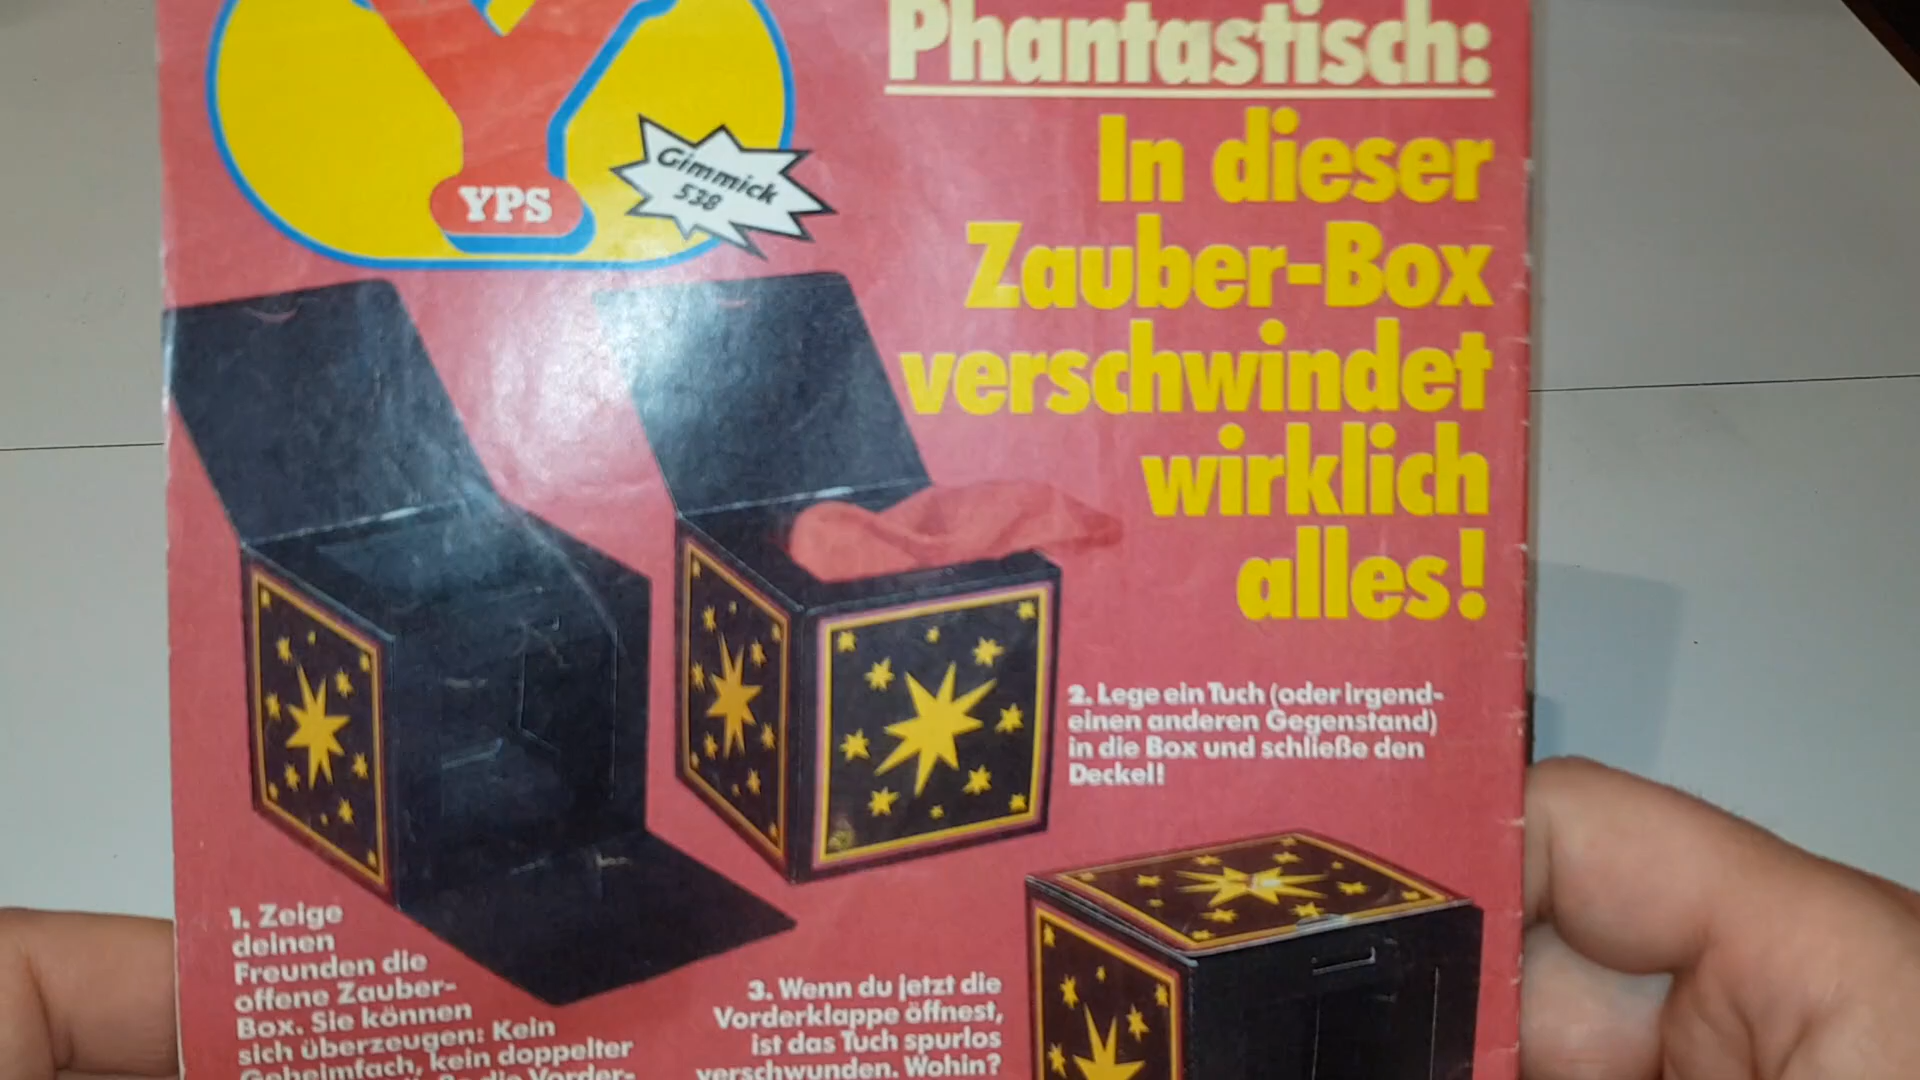 YPS
Gimmick
538
Phantastisch:
In dieser
Zauber-Box
verschwindet
wirklich
alles!
2. Lege ein Tuch (oder irgend-
einen anderen Gegenstand)
in die Box und schließe den
Deckel!
1. Zeige
deinen
Freunden die
offene Zauber-
Box. Sie können
sich überzeugen: Kein
Geheimfach, kein doppelter
die Vorder-
3. Wenn du jetzt die
Vorderklappe öffnest,
ist das Tuch spurlos
verschwunden. Wohin?